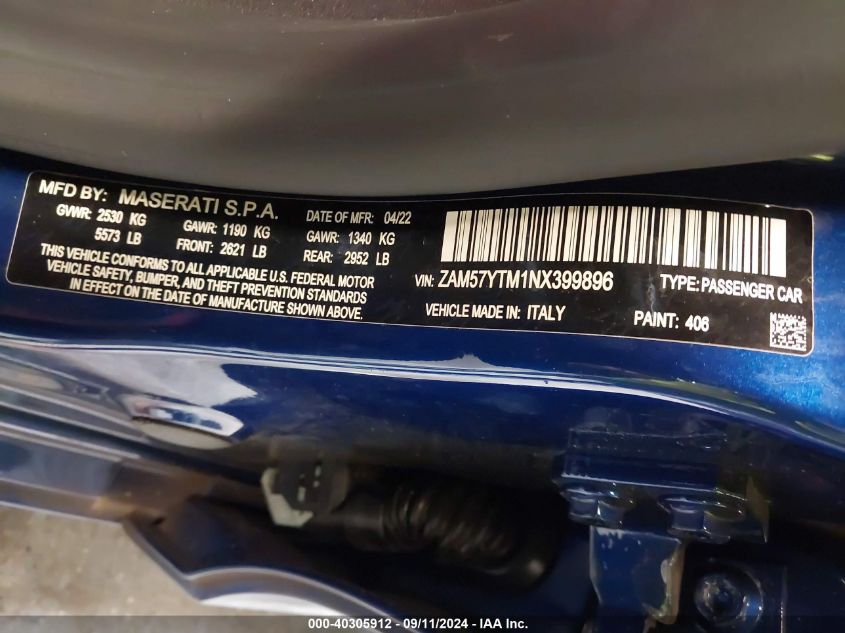 MFD BY: MASERATI S.P.A. DATE OF MFR: 04/22
GVWR: 2530 KG GAWR: 1190 KG GAWR: 1340 KG
5573 LB FRONT: 2621 LB REAR: 2952 LB
THIS VEHICLE CONFORMS TO ALL APPLICABLE U.S. FEDERAL MOTOR
VEHICLE SAFETY, BUMPER, AND THEFT PREVENTION STANDARDS
IN EFFECT ON THE DATE OF MANUFACTURE SHOWN ABOVE.
VIN: ZAM57YTM1NX399896 TYPE: PASSENGER CAR
VEHICLE MADE IN: ITALY PAINT: 406
000-40305912 - 09/11/2024 - IAA Inc.